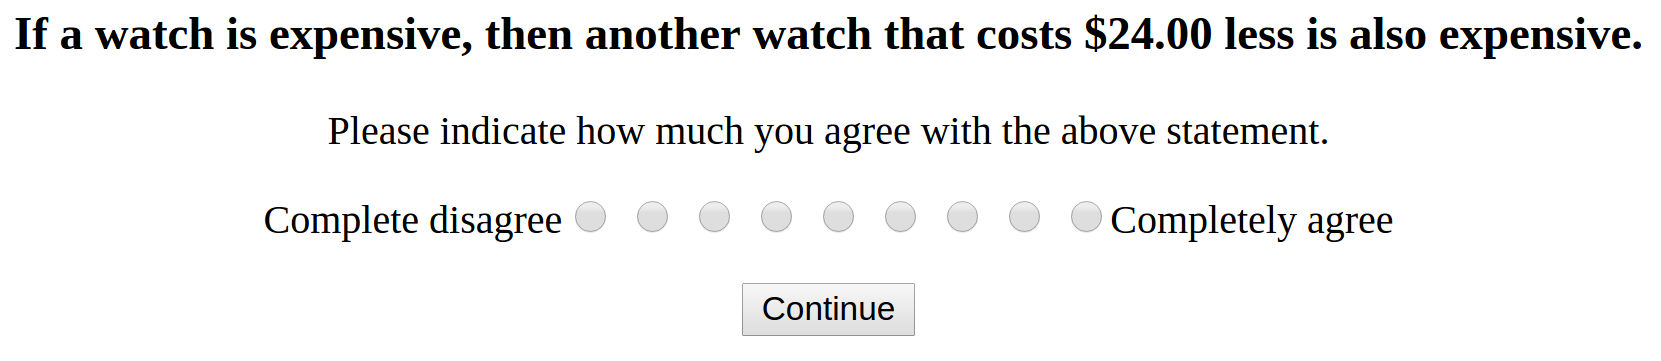 If a watch is expensive, then another watch that costs $24.00 less is also expensive.
Please indicate how much you agree with the above statement.
Complete disagree Completely agree
Continue